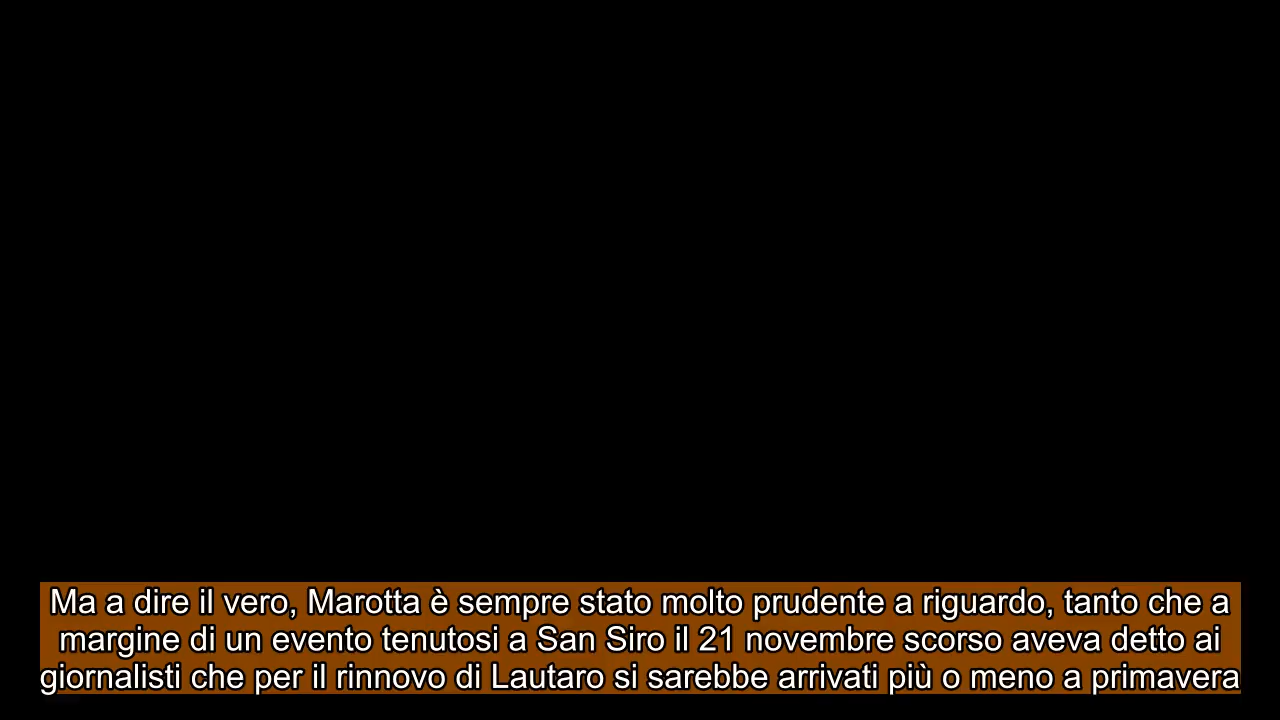 Ma a dire il vero, Marotta è sempre stato molto prudente a riguardo, tanto che a
margine di un evento tenutosi a San Siro il 21 novembre scorso aveva detto ai
giornalisti che per il rinnovo di Lautaro si sarebbe arrivati più o meno a primavera